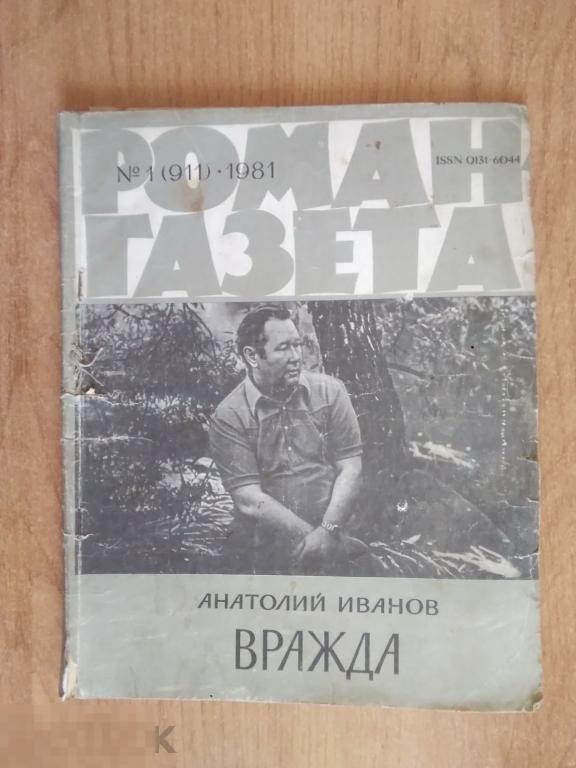 РОМАН-
№ 1 (911) · 1981
ISSN 0131-6044
ГАЗЕТА
АНАТОЛИЙ ИВАНОВ
ВРАЖДА